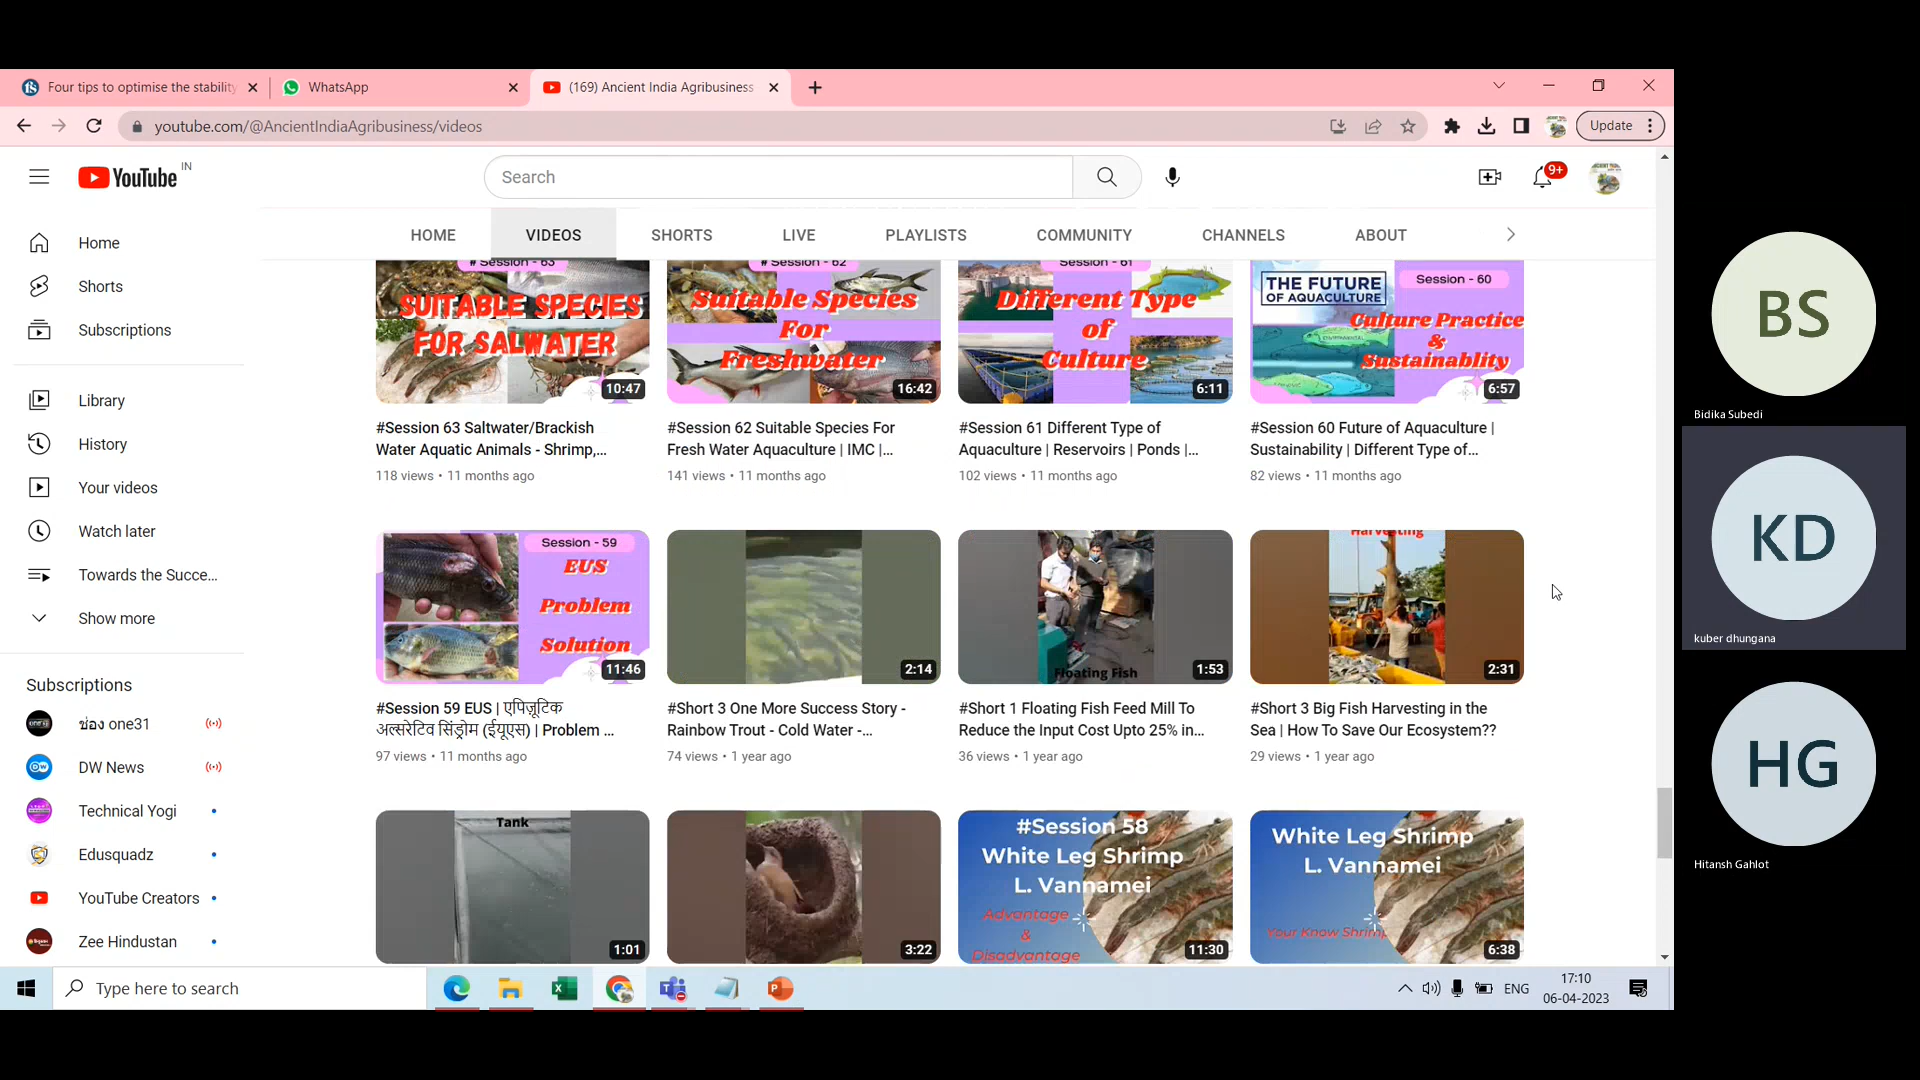 Four tips to optimise the stability
WhatsApp
(169) Ancient India Agribusiness
youtube.com/@AncientIndiaAgribusiness/videos
Update
YouTube IN
Search
9+
HOME
VIDEOS
SHORTS
LIVE
PLAYLISTS
COMMUNITY
CHANNELS
ABOUT
Home
Shorts
Subscriptions
Library
History
Your videos
Watch later
Towards the Succe...
Show more
Subscriptions
ช่อง one31
DW News
Technical Yogi
Edusquadz
YouTube Creators
Zee Hindustan
# Session - 63
SUITABLE SPECIES
FOR SALWATER
10:47
#Session 63 Saltwater/Brackish
Water Aquatic Animals - Shrimp,...
118 views • 11 months ago
# Session - 62
Suitable Species
For
Freshwater
16:42
#Session 62 Suitable Species For
Fresh Water Aquaculture | IMC |...
141 views • 11 months ago
Session - 61
Different Type
of
Culture
6:11
#Session 61 Different Type of
Aquaculture | Reservoirs | Ponds |...
102 views • 11 months ago
THE FUTURE
OF AQUACULTURE
Session - 60
Culture Practice
&
Sustainablity
6:57
#Session 60 Future of Aquaculture |
Sustainability | Different Type of...
82 views • 11 months ago
Session - 59
EUS
Problem
Solution
11:46
#Session 59 EUS | एपिज़ूटिक
अल्सरेटिव सिंड्रोम (ईयूएस) | Problem ...
97 views • 11 months ago
2:14
#Short 3 One More Success Story -
Rainbow Trout - Cold Water -...
74 views • 1 year ago
Floating Fish
1:53
#Short 1 Floating Fish Feed Mill To
Reduce the Input Cost Upto 25% in...
36 views • 1 year ago
Harvesting
2:31
#Short 3 Big Fish Harvesting in the
Sea | How To Save Our Ecosystem??
29 views • 1 year ago
Tank
1:01
3:22
#Session 58
White Leg Shrimp
L. Vannamei
Advantage
&
Disadvantage
11:30
White Leg Shrimp
L. Vannamei
Your Know Shrimp
6:38
Type here to search
ENG
17:10
06-04-2023
BS
Bidika Subedi
KD
kuber dhungana
HG
Hitansh Gahlot